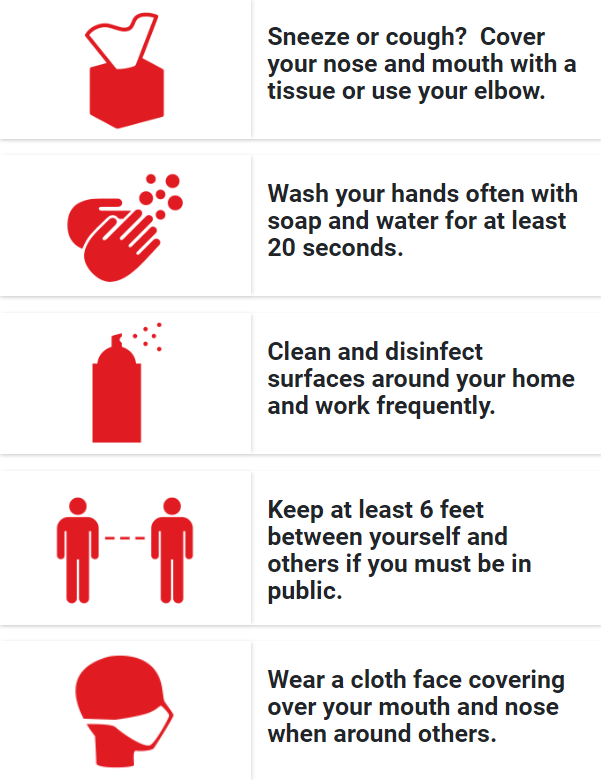 Sneeze or cough?  Cover
your nose and mouth with a
tissue or use your elbow.
Wash your hands often with
soap and water for at least
20 seconds.
Clean and disinfect
surfaces around your home
and work frequently.
Keep at least 6 feet
between yourself and
others if you must be in
public.
Wear a cloth face covering
over your mouth and nose
when around others.